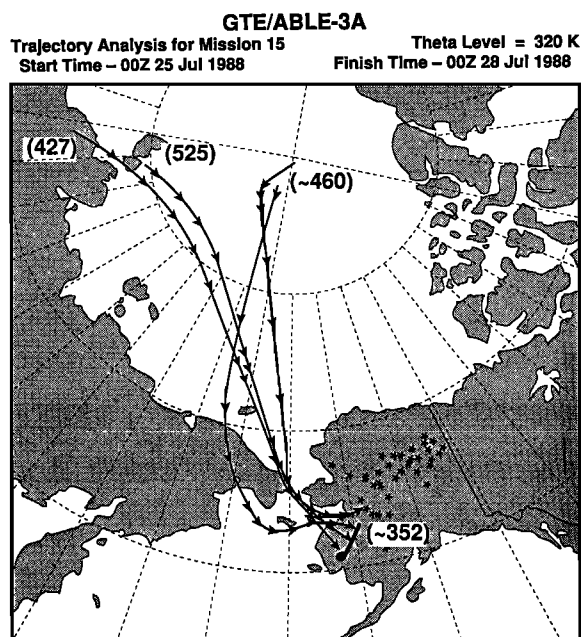 GTE/ABLE-3A
Trajectory Analysis for Mission 15
Theta Level = 320 K
Start Time – 00Z 25 Jul 1988
Finish Time – 00Z 28 Jul 1988
(427)
(525)
(~460)
(~352)